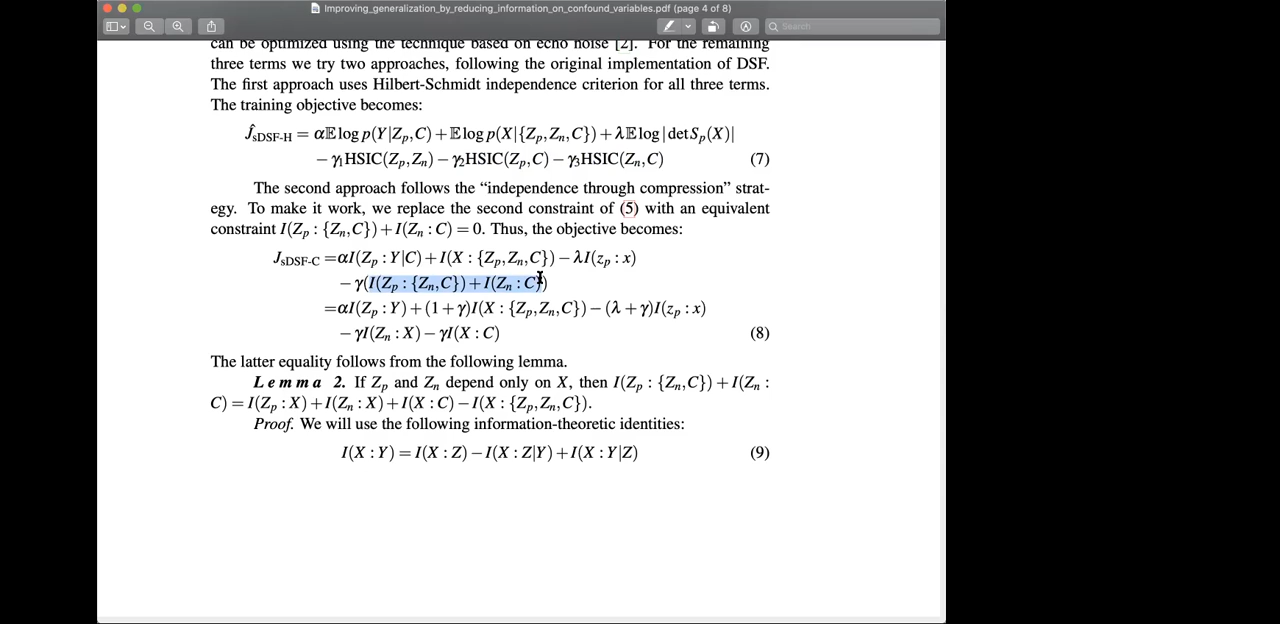 Improving_generalization_by_reducing_information_on_confound_variables.pdf (page 4 of 8)
Search
can be optimized using the technique based on echo noise [2]. For the remaining
three terms we try two approaches, following the original implementation of DSF.
The first approach uses Hilbert-Schmidt independence criterion for all three terms.
The training objective becomes:
Ĵ_sDSF-H = α𝔼 log p(Y|Z_p,C) + 𝔼 log p(X|{Z_p,Z_n,C}) + λ𝔼 log |det S_p(X)|
− γ₁HSIC(Z_p,Z_n) − γ₂HSIC(Z_p,C) − γ₃HSIC(Z_n,C) (7)
The second approach follows the “independence through compression” strat-
egy. To make it work, we replace the second constraint of (5) with an equivalent
constraint I(Z_p : {Z_n,C}) + I(Z_n : C) = 0. Thus, the objective becomes:
J_sDSF-C = αI(Z_p : Y|C) + I(X : {Z_p,Z_n,C}) − λI(z_p : x)
− γ(I(Z_p : {Z_n,C}) + I(Z_n : C))
= αI(Z_p : Y) + (1 + γ)I(X : {Z_p,Z_n,C}) − (λ + γ)I(z_p : x)
− γI(Z_n : X) − γI(X : C) (8)
The latter equality follows from the following lemma.
Lemma 2. If Z_p and Z_n depend only on X, then I(Z_p : {Z_n,C}) + I(Z_n :
C) = I(Z_p : X) + I(Z_n : X) + I(X : C) − I(X : {Z_p,Z_n,C}).
Proof. We will use the following information-theoretic identities:
I(X : Y) = I(X : Z) − I(X : Z|Y) + I(X : Y|Z) (9)